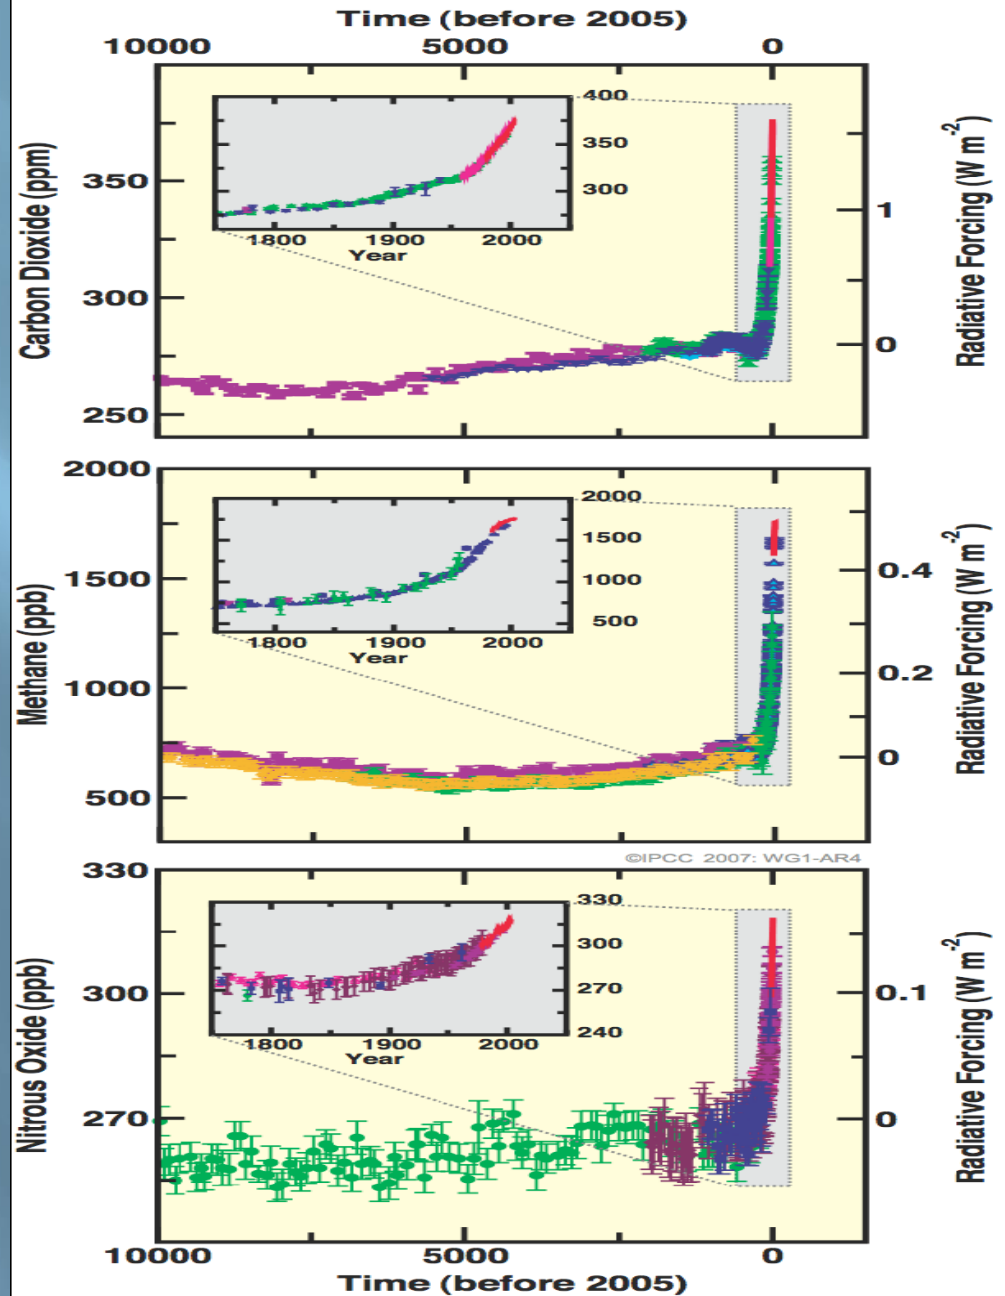 Time (before 2005)
10000 5000 0
Carbon Dioxide (ppm)
350
300
250
400
350
300
1800 1900 2000
Year
1
0
Radiative Forcing (W m-2)
Methane (ppb)
2000
1500
1000
500
2000
1500
1000
500
1800 1900 2000
Year
0.4
0.2
0
Radiative Forcing (W m-2)
©IPCC 2007: WG1-AR4
Nitrous Oxide (ppb)
330
300
270
330
300
270
240
1800 1900 2000
Year
0.1
0
Radiative Forcing (W m-2)
10000 5000 0
Time (before 2005)